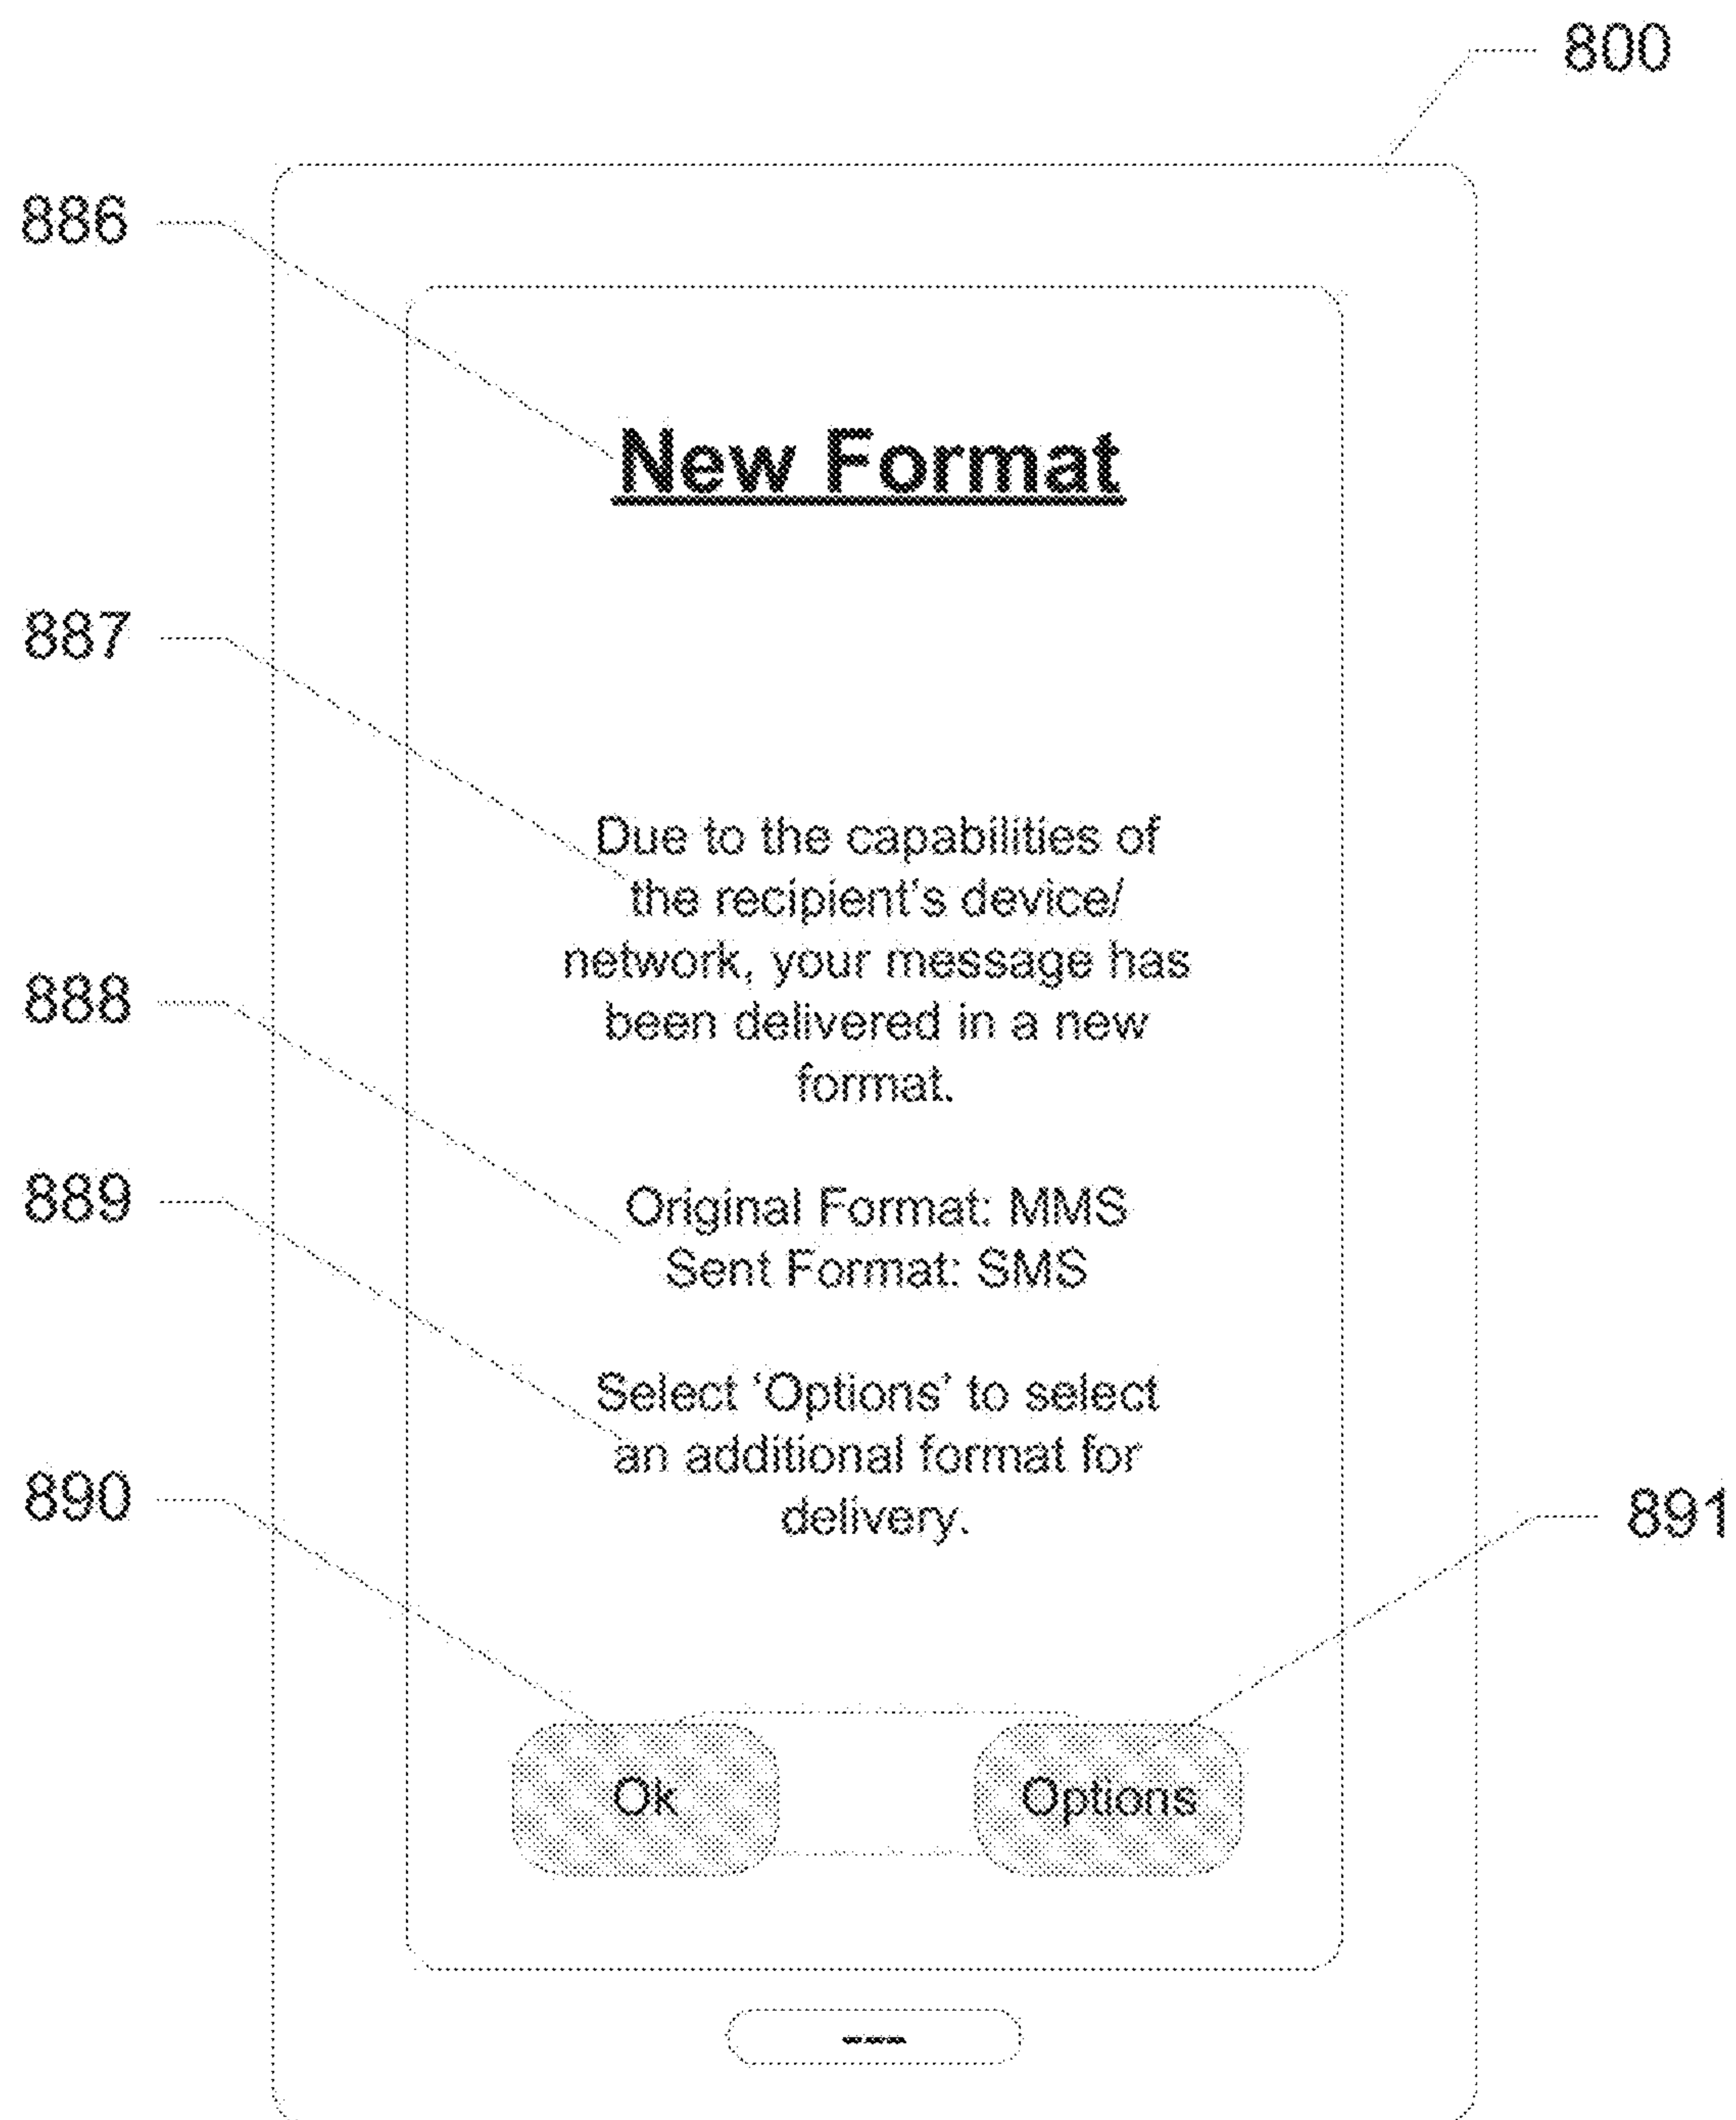 800
886
New Format
887
Due to the capabilities of
the recipient's device/
network, your message has
been delivered in a new
format.
888
Original Format: MMS
Sent Format: SMS
889
Select ‘Options’ to select
an additional format for
delivery.
890
891
Ok
Options